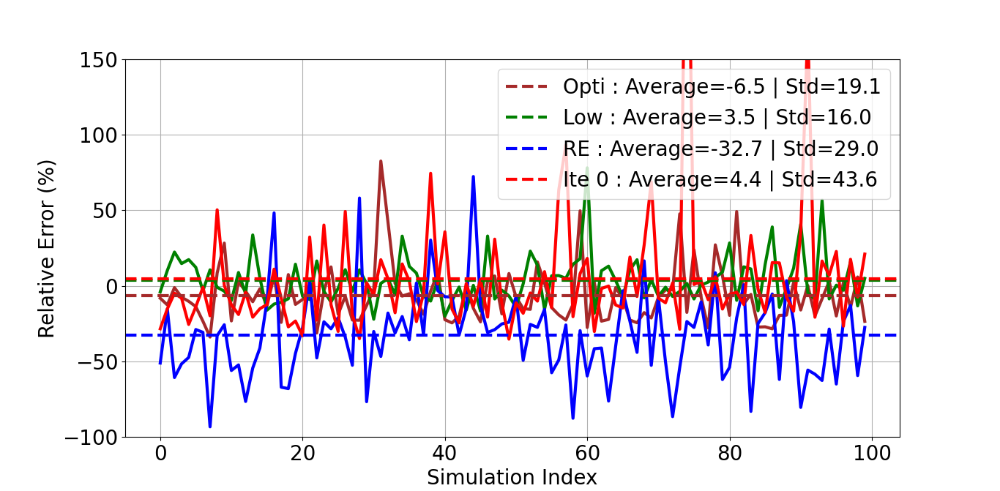 150
100
50
0
−50
−100
Relative Error (%)
Opti : Average=-6.5 | Std=19.1
Low : Average=3.5 | Std=16.0
RE : Average=-32.7 | Std=29.0
Ite 0 : Average=4.4 | Std=43.6
0 20 40 60 80 100
Simulation Index